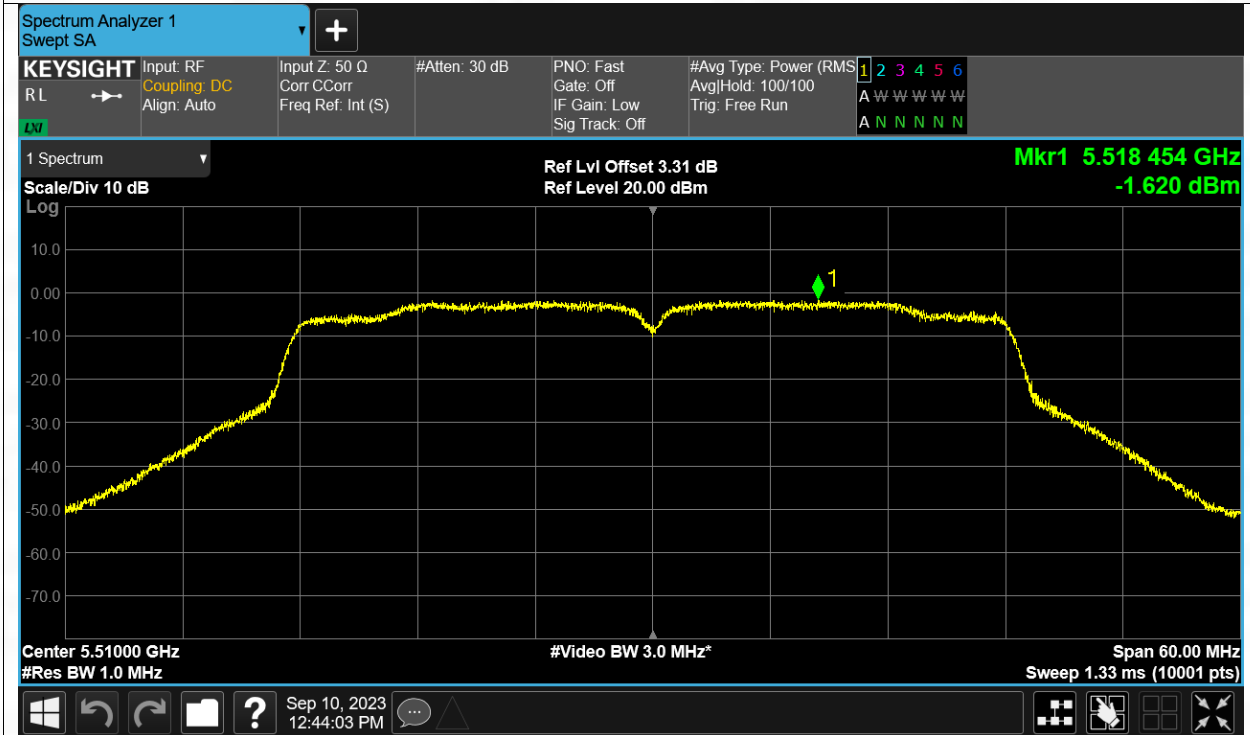 Spectrum Analyzer 1
Swept SA
+
KEYSIGHT
R L
LXI
Input: RF
Coupling: DC
Align: Auto
Input Z: 50 Ω
Corr CCorr
Freq Ref: Int (S)
#Atten: 30 dB
PNO: Fast
Gate: Off
IF Gain: Low
Sig Track: Off
#Avg Type: Power (RMS
Avg|Hold: 100/100
Trig: Free Run
1 2 3 4 5 6
A W W W W W
A N N N N N
1 Spectrum
Scale/Div 10 dB
Log
Ref Lvl Offset 3.31 dB
Ref Level 20.00 dBm
Mkr1 5.518 454 GHz
-1.620 dBm
10.0
0.00
-10.0
-20.0
-30.0
-40.0
-50.0
-60.0
-70.0
1
Center 5.51000 GHz
#Res BW 1.0 MHz
#Video BW 3.0 MHz*
Span 60.00 MHz
Sweep 1.33 ms (10001 pts)
?
Sep 10, 2023
12:44:03 PM